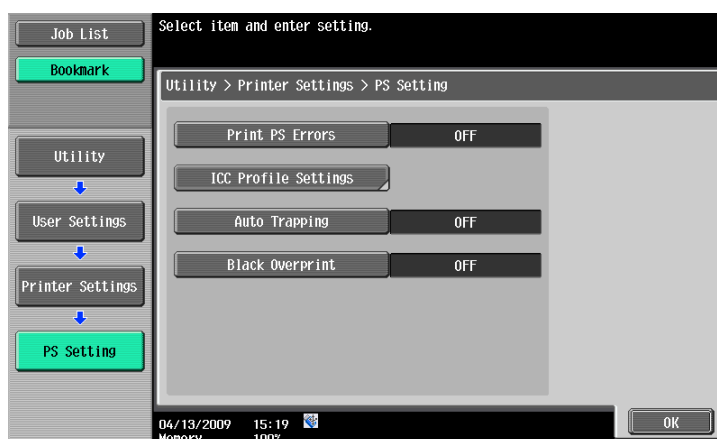 Job List
Bookmark
Utility
User Settings
Printer Settings
PS Setting
Select item and enter setting.
Utility > Printer Settings > PS Setting
Print PS Errors OFF
ICC Profile Settings
Auto Trapping OFF
Black Overprint OFF
04/13/2009 15:19
Memory 100%
OK